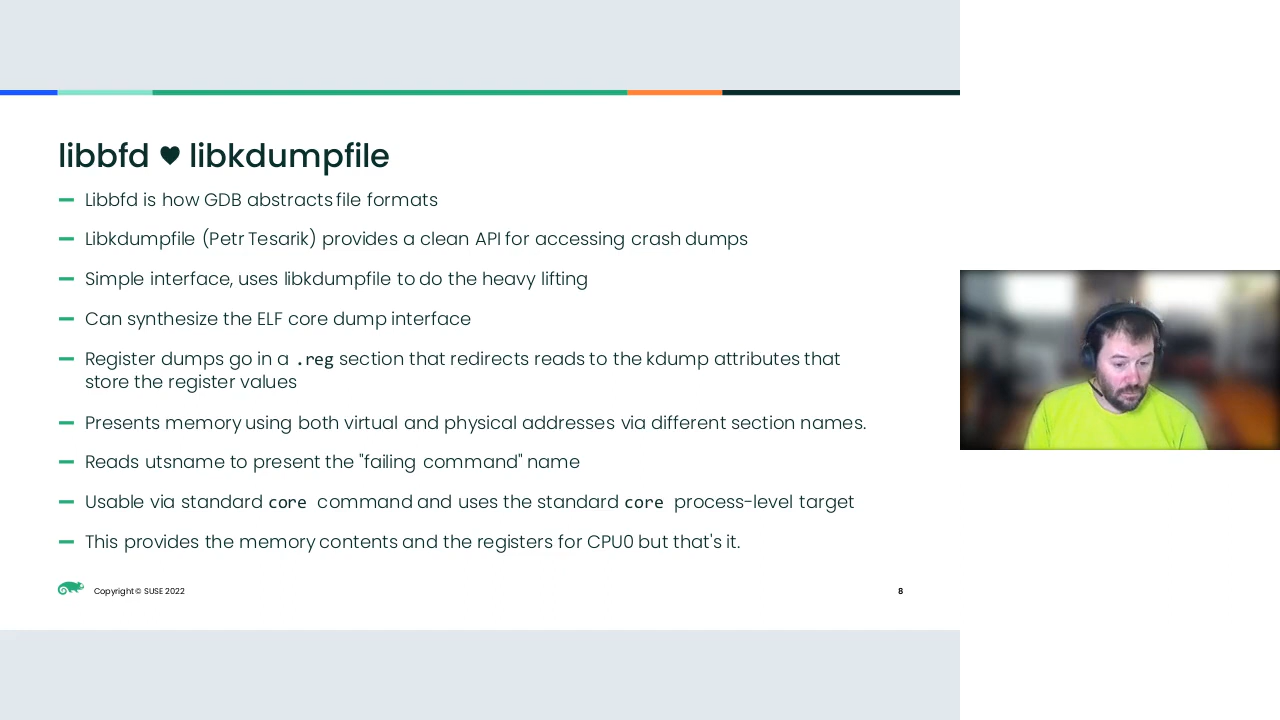 libbfd ♥ libkdumpfile
Libbfd is how GDB abstracts file formats
Libkdumpfile (Petr Tesarik) provides a clean API for accessing crash dumps
Simple interface, uses libkdumpfile to do the heavy lifting
Can synthesize the ELF core dump interface
Register dumps go in a .reg section that redirects reads to the kdump attributes that
store the register values
Presents memory using both virtual and physical addresses via different section names.
Reads utsname to present the "failing command" name
Usable via standard core command and uses the standard core process-level target
This provides the memory contents and the registers for CPU0 but that's it.
Copyright © SUSE 2022
8